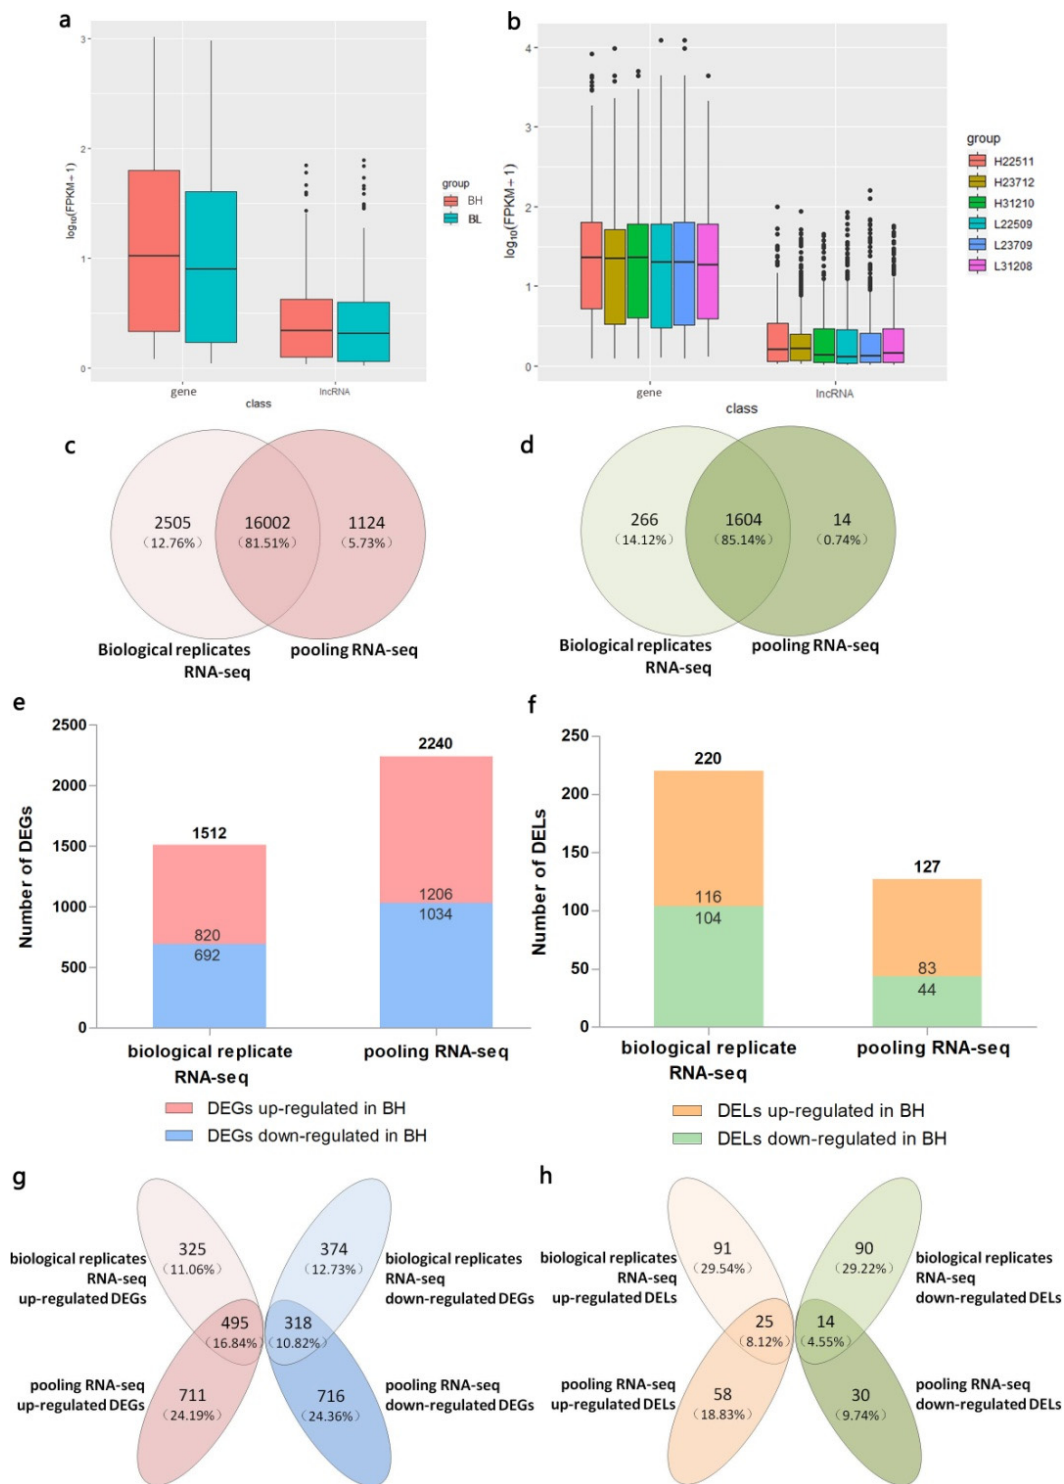 a
3
2
1
0
log10(FPKM+1)
gene
lncRNA
class
group
BH
BL
b
4
3
2
1
0
log10(FPKM+1)
gene
lncRNA
class
group
H22511
H23712
H31210
L22509
L23709
L31208
c
2505
(12.76%)
16002
(81.51%)
1124
(5.73%)
Biological replicates
RNA-seq
pooling RNA-seq
d
266
(14.12%)
1604
(85.14%)
14
(0.74%)
Biological replicates
RNA-seq
pooling RNA-seq
e
2500
2000
1500
1000
500
0
Number of DEGs
1512
820
692
2240
1206
1034
biological replicate
RNA-seq
pooling RNA-seq
DEGs up-regulated in BH
DEGs down-regulated in BH
f
250
200
150
100
50
0
Number of DELs
220
116
104
127
83
44
biological replicate
RNA-seq
pooling RNA-seq
DELs up-regulated in BH
DELs down-regulated in BH
g
biological replicates
RNA-seq
up-regulated DEGs
325
(11.06%)
374
(12.73%)
biological replicates
RNA-seq
down-regulated DEGs
495
(16.84%)
318
(10.82%)
pooling RNA-seq
up-regulated DEGs
711
(24.19%)
716
(24.36%)
pooling RNA-seq
down-regulated DEGs
h
biological replicates
RNA-seq
up-regulated DELs
91
(29.54%)
90
(29.22%)
biological replicates
RNA-seq
down-regulated DELs
25
(8.12%)
14
(4.55%)
pooling RNA-seq
up-regulated DELs
58
(18.83%)
30
(9.74%)
pooling RNA-seq
down-regulated DELs